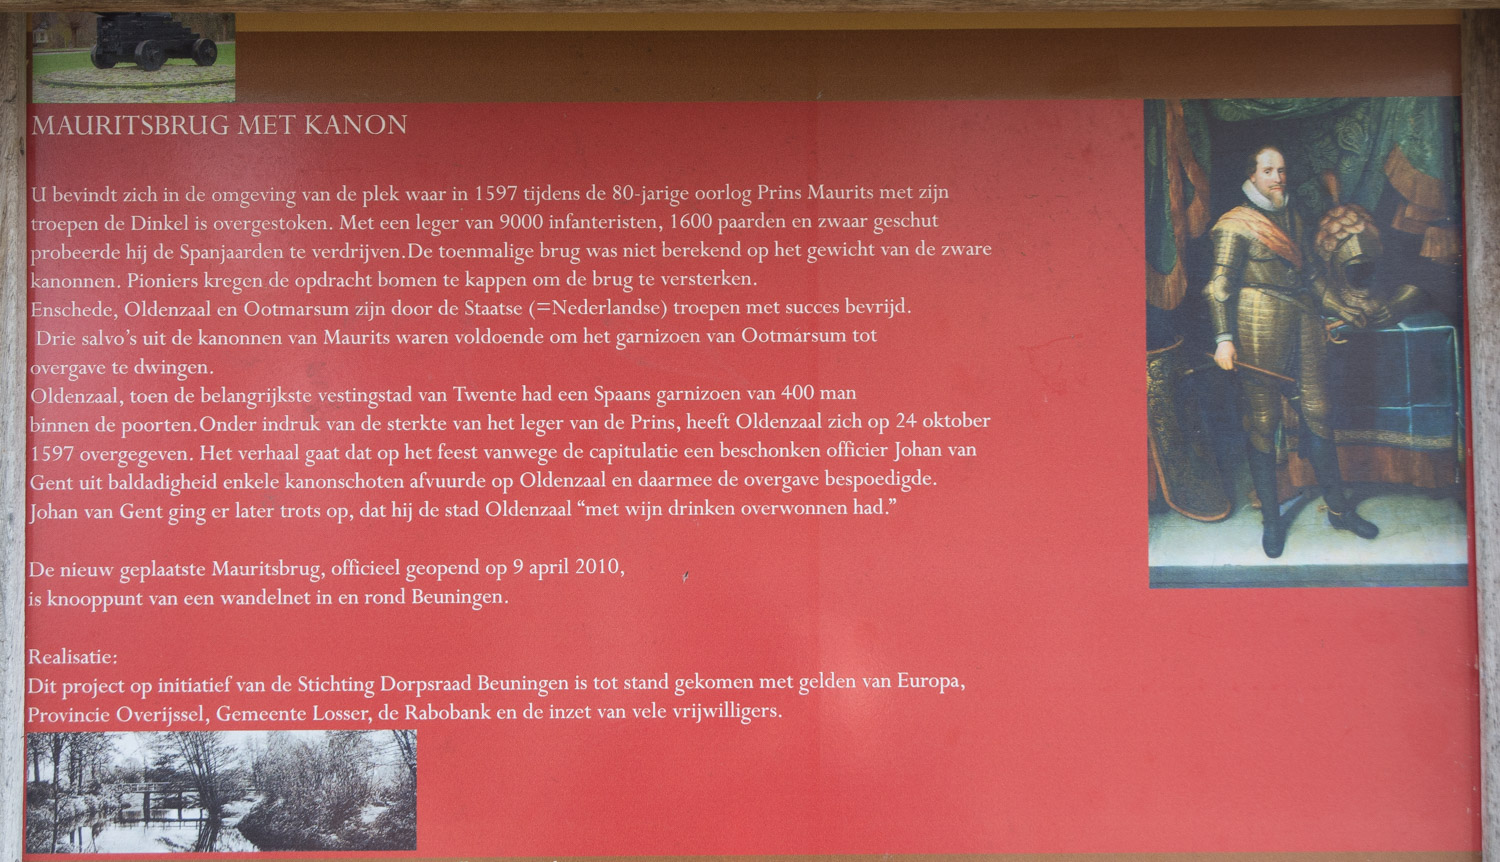 MAURITSBRUG MET KANON
U bevindt zich in de omgeving van de plek waar in 1597 tijdens de 80-jarige oorlog Prins Maurits met zijn
troepen de Dinkel is overgestoken. Met een leger van 9000 infanteristen, 1600 paarden en zwaar geschut
probeerde hij de Spanjaarden te verdrijven.De toenmalige brug was niet berekend op het gewicht van de zware
kanonnen. Pioniers kregen de opdracht bomen te kappen om de brug te versterken.
Enschede, Oldenzaal en Ootmarsum zijn door de Staatse (=Nederlandse) troepen met succes bevrijd.
Drie salvo’s uit de kanonnen van Maurits waren voldoende om het garnizoen van Ootmarsum tot
overgave te dwingen.
Oldenzaal, toen de belangrijkste vestingstad van Twente had een Spaans garnizoen van 400 man
binnen de poorten.Onder indruk van de sterkte van het leger van de Prins, heeft Oldenzaal zich op 24 oktober
1597 overgegeven. Het verhaal gaat dat op het feest vanwege de capitulatie een beschonken officier Johan van
Gent uit baldadigheid enkele kanonschoten afvuurde op Oldenzaal en daarmee de overgave bespoedigde.
Johan van Gent ging er later trots op, dat hij de stad Oldenzaal “met wijn drinken overwonnen had.”
De nieuw geplaatste Mauritsbrug, officieel geopend op 9 april 2010,
is knooppunt van een wandelnet in en rond Beuningen.
Realisatie:
Dit project op initiatief van de Stichting Dorpsraad Beuningen is tot stand gekomen met gelden van Europa,
Provincie Overijssel, Gemeente Losser, de Rabobank en de inzet van vele vrijwilligers.